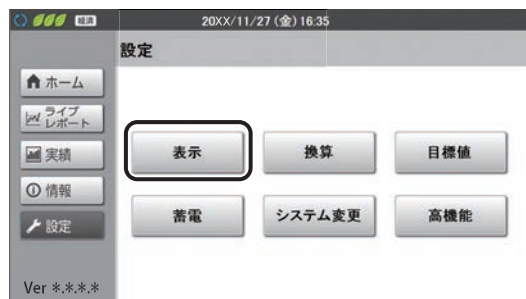 経済 20XX/11/27 (金) 16:35
設定
ホーム
ライブ
レポート
実績
情報
設定
表示 換算 目標値
蓄電 システム変更 高機能
Ver *.*.*.*